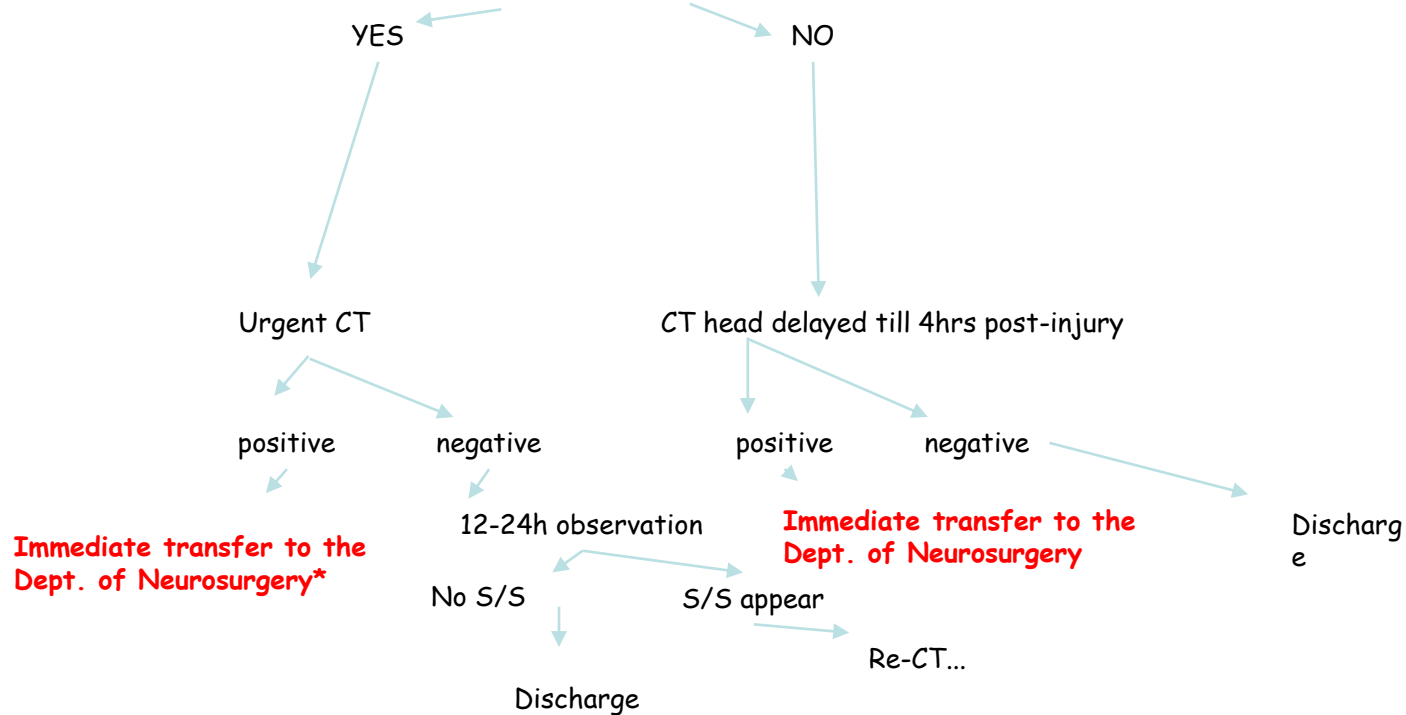 YES
NO
Urgent CT
CT head delayed till 4hrs post-injury
positive
negative
positive
negative
Immediate transfer to the
Dept. of Neurosurgery*
12-24h observation
Immediate transfer to the
Dept. of Neurosurgery
Discharg
e
No S/S
S/S appear
Re-CT...
Discharge